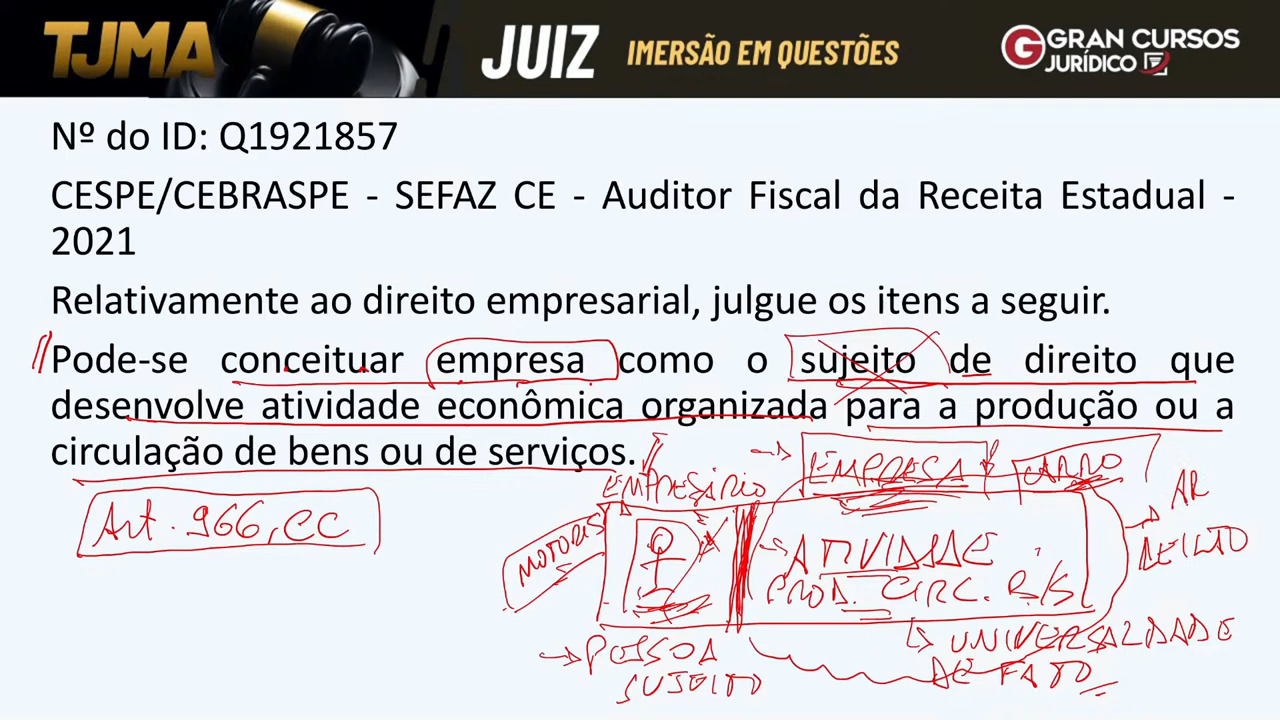 TJMA
JUIZ
IMERSÃO EM QUESTÕES
GRAN CURSOS
JURÍDICO
Nº do ID: Q1921857
CESPE/CEBRASPE - SEFAZ CE - Auditor Fiscal da Receita Estadual -
2021
Relativamente ao direito empresarial, julgue os itens a seguir.
Pode-se conceituar empresa como o sujeito de direito que
desenvolve atividade econômica organizada para a produção ou a
circulação de bens ou de serviços.
Art. 966, CC
EMPRESÁRIO
EMPRESA
CARRO
ATIVIDADE
PROD. CIRC. B/S
PESSOA
SUJEITO
UNIVERSALIDADE
DE FATO